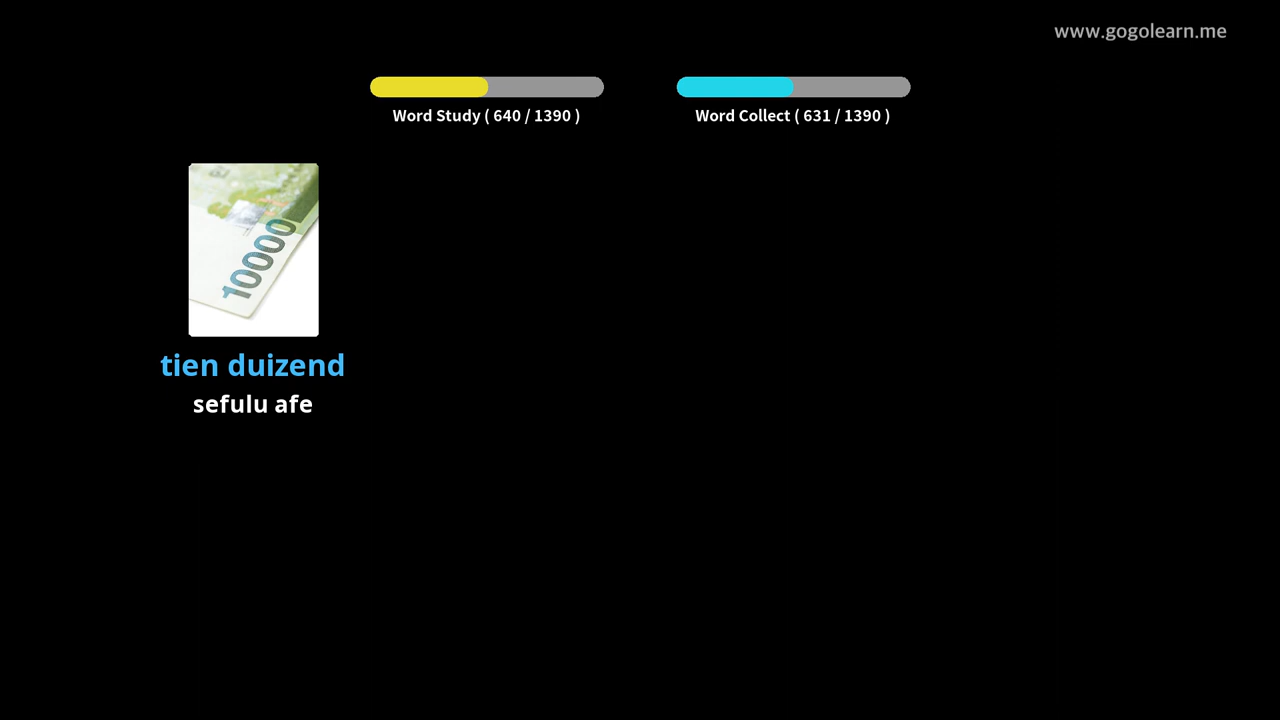 www.gogolearn.me
Word Study ( 640 / 1390 )
Word Collect ( 631 / 1390 )
10000
tien duizend
sefulu afe